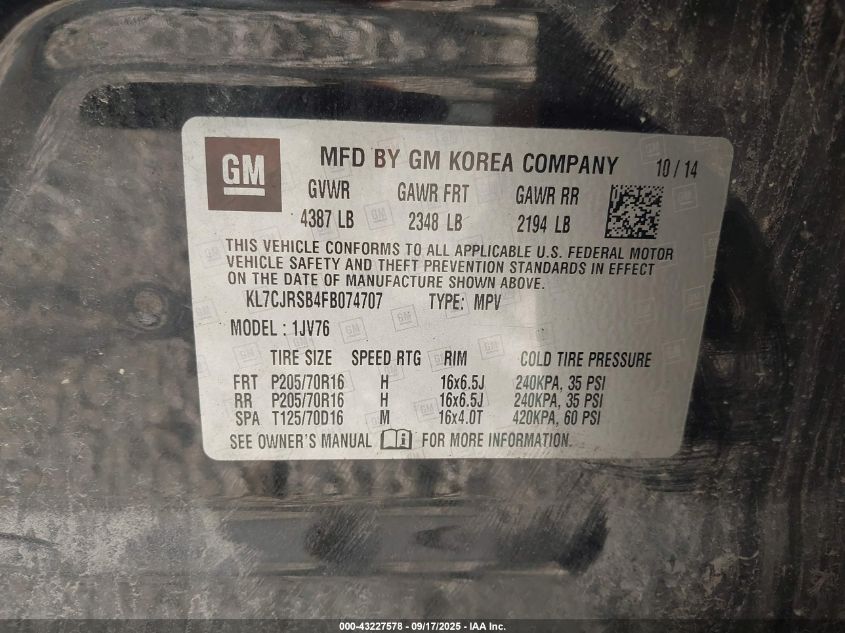 GM
MFD BY GM KOREA COMPANY 10 / 14
GVWR GAWR FRT GAWR RR
4387 LB 2348 LB 2194 LB
THIS VEHICLE CONFORMS TO ALL APPLICABLE U.S. FEDERAL MOTOR
VEHICLE SAFETY AND THEFT PREVENTION STANDARDS IN EFFECT
ON THE DATE OF MANUFACTURE SHOWN ABOVE.
KL7CJRSB4FB074707 TYPE: MPV
MODEL : 1JV76
TIRE SIZE SPEED RTG RIM COLD TIRE PRESSURE
FRT P205/70R16 H 16x6.5J 240KPA, 35 PSI
RR P205/70R16 H 16x6.5J 240KPA, 35 PSI
SPA T125/70D16 M 16x4.0T 420KPA, 60 PSI
SEE OWNER'S MANUAL FOR MORE INFORMATION.
000-43227578 - 09/17/2025 - IAA Inc.